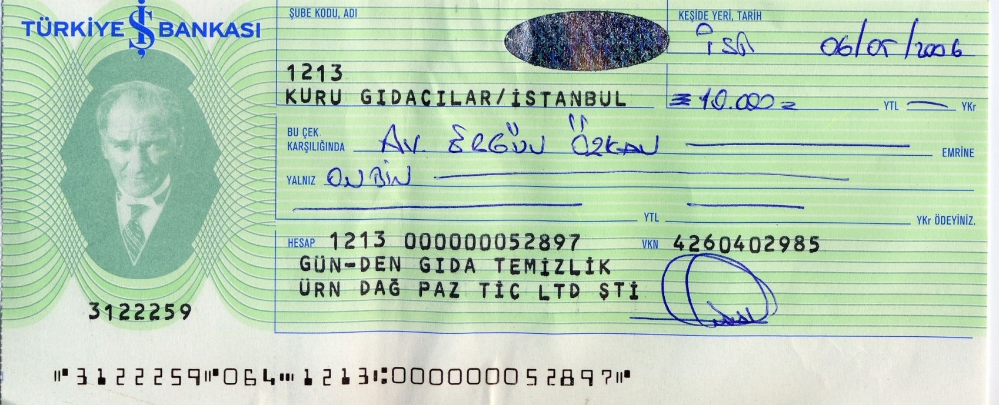 TÜRKİYE İŞ BANKASI
ŞUBE KODU, ADI
KEŞİDE YERİ, TARİH
İST 06/05/2006
1213
KURU GIDACILAR/İSTANBUL
10.000 YTL YKr
BU ÇEK
KARŞILIĞINDA Av. ERGÜN ÖZKAN EMRİNE
YALNIZ ONBİN
YTL YKr ÖDEYİNİZ.
HESAP 1213 000000052897 VKN 4260402985
GÜN-DEN GIDA TEMİZLİK
ÜRN DAĞ PAZ TİC LTD ŞTİ
3122259
⑈3122259⑈064⑉1213⑆000000052897⑈